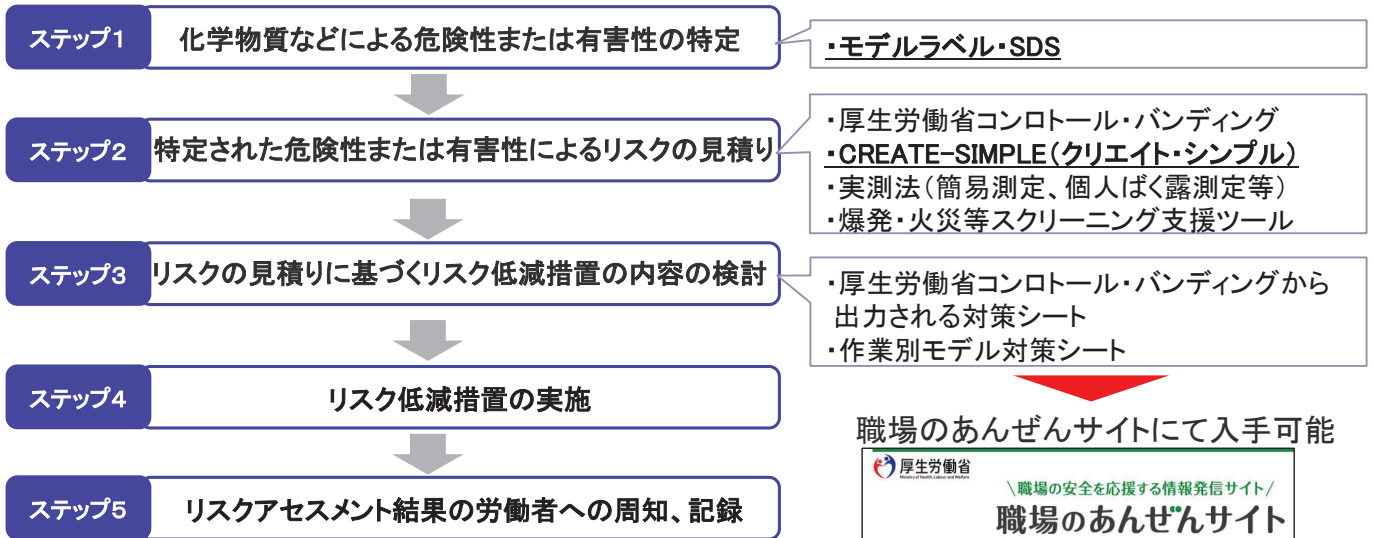 ステップ1
化学物質などによる危険性または有害性の特定
・モデルラベル・SDS
ステップ2
特定された危険性または有害性によるリスクの見積り
・厚生労働省コンロトール・バンディング
・CREATE-SIMPLE(クリエイト・シンプル)
・実測法(簡易測定、個人ばく露測定等)
・爆発・火災等スクリーニング支援ツール
ステップ3
リスクの見積りに基づくリスク低減措置の内容の検討
・厚生労働省コンロトール・バンディングから
出力される対策シート
・作業別モデル対策シート
ステップ4
リスク低減措置の実施
職場のあんぜんサイトにて入手可能
厚生労働省
Ministry of Health, Labour and Welfare
\職場の安全を応援する情報発信サイト/
職場のあんぜんサイト
ステップ5
リスクアセスメント結果の労働者への周知、記録